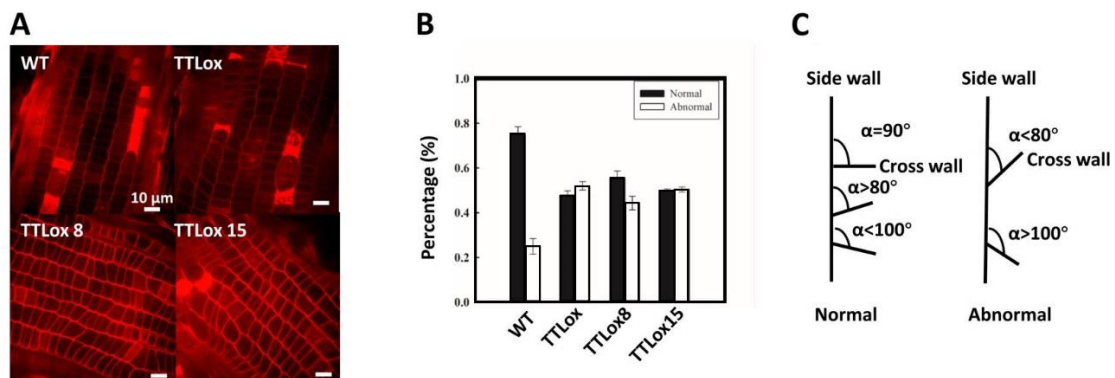 A
WT
TTLox
10 µm
TTLox 8
TTLox 15
B
1.0
0.8
0.6
0.4
0.2
0.0
Percentage (%)
Normal
Abnormal
WT
TTLox
TTLox8
TTLox15
C
Side wall
α=90°
Cross wall
α>80°
α<100°
Normal
Side wall
α<80°
Cross wall
α>100°
Abnormal